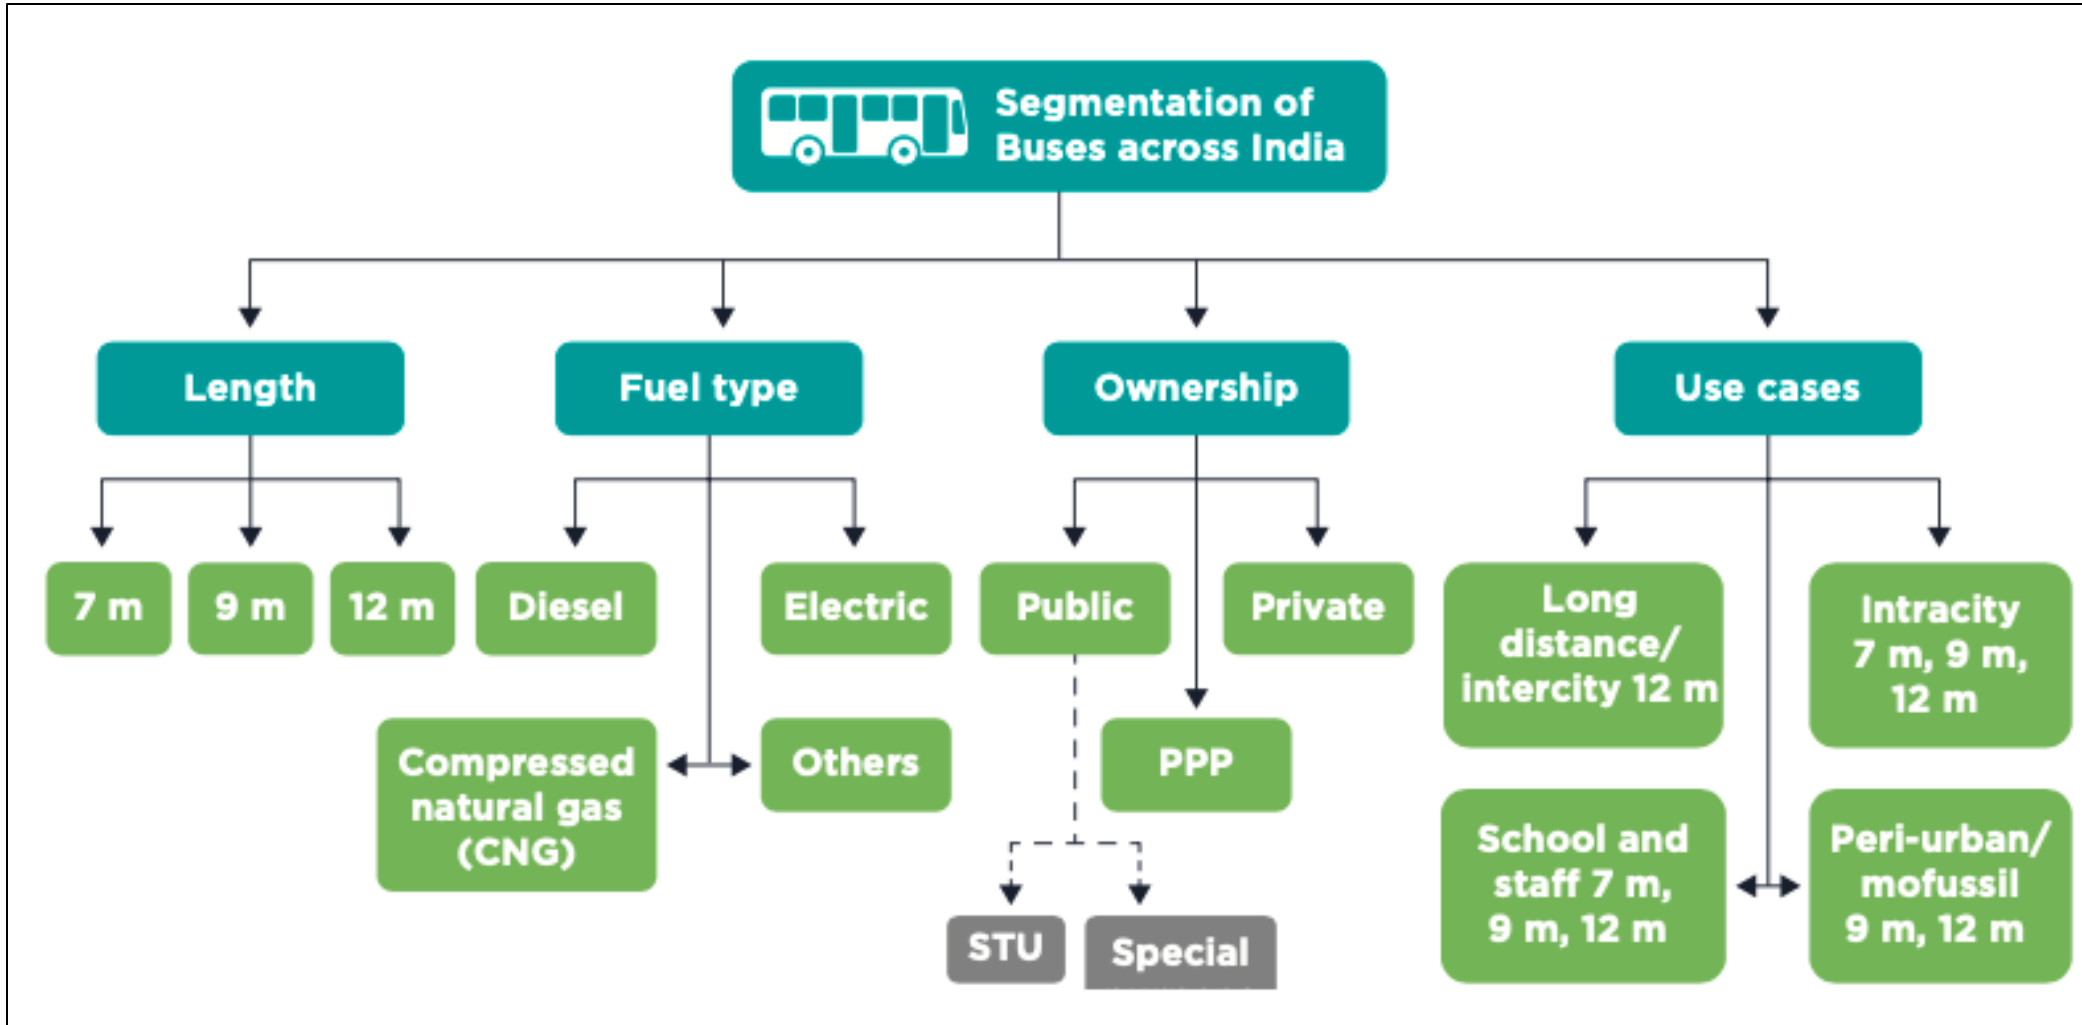 Segmentation of
Buses across India
Length
Fuel type
Ownership
Use cases
7 m
9 m
12 m
Diesel
Electric
Public
Private
Long
distance/
intercity 12 m
Intracity
7 m, 9 m,
12 m
Compressed
natural gas
(CNG)
Others
PPP
School and
staff 7 m,
9 m, 12 m
Peri-urban/
mofussil
9 m, 12 m
STU
Special